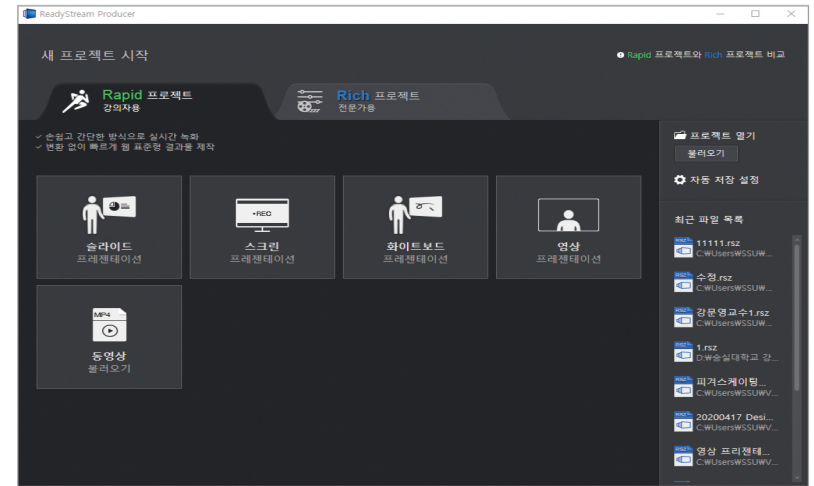 ReadyStream Producer
새 프로젝트 시작
Rapid 프로젝트와 Rich 프로젝트 비교
Rapid 프로젝트
강의자용
Rich 프로젝트
전문가용
손쉽고 간단한 방식으로 실시간 녹화
변환 없이 빠르게 웹 표준형 결과물 제작
슬라이드
프레젠테이션
•REC
스크린
프레젠테이션
화이트보드
프레젠테이션
영상
프레젠테이션
MP4
동영상
불러오기
프로젝트 열기
불러오기
자동 저장 설정
최근 파일 목록
11111.rsz
C:₩Users₩SSU₩...
수정.rsz
C:₩Users₩SSU₩...
강문영교수1.rsz
C:₩Users₩SSU₩...
1.rsz
D:₩숭실대학교 강...
피겨스케이팅...
C:₩Users₩SSU₩V...
20200417 Desi...
C:₩Users₩SSU₩V...
영상 프리젠테...
C:₩Users₩SSU₩V...